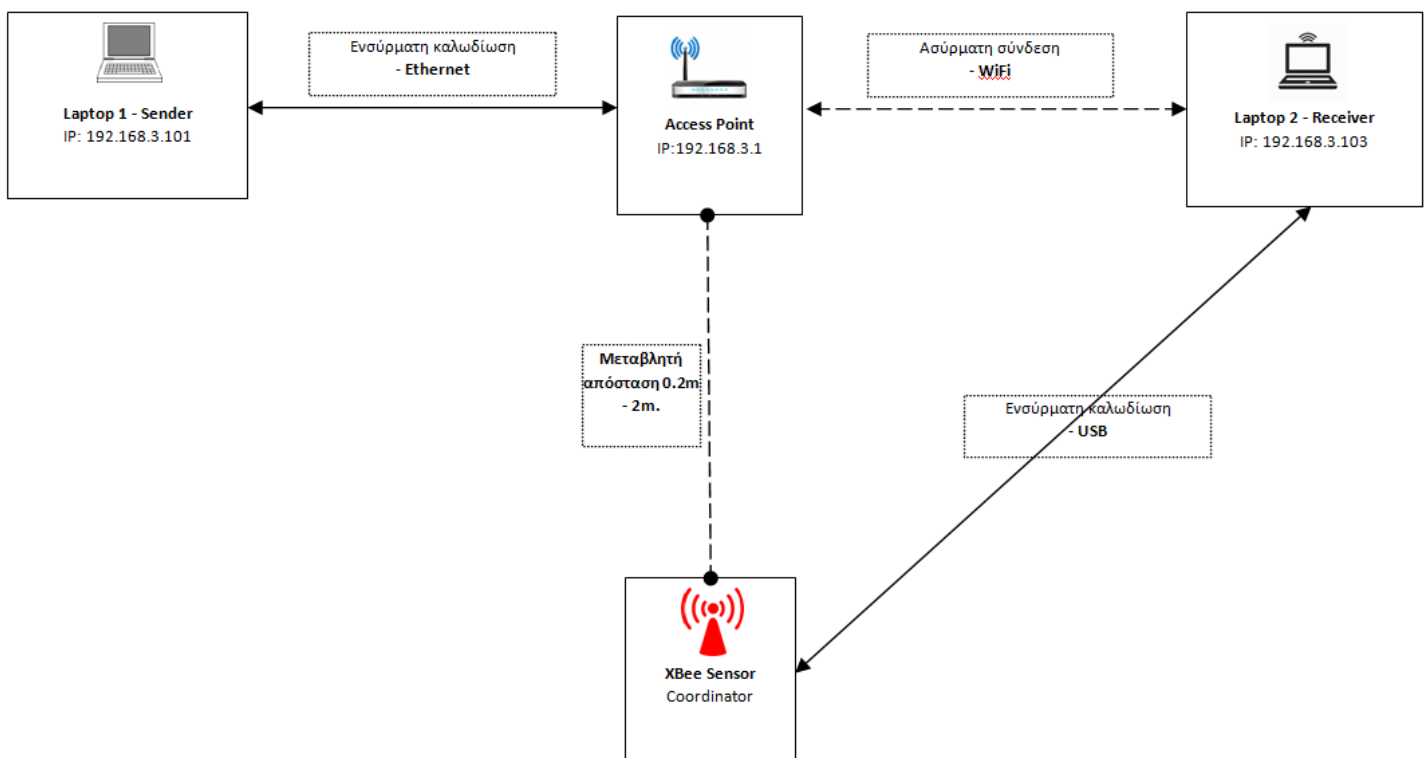 Ενσύρματη καλωδίωση
- Ethernet
Ασύρματη σύνδεση
- WiFi
Laptop 1 - Sender
IP: 192.168.3.101
Access Point
IP:192.168.3.1
Laptop 2 - Receiver
IP: 192.168.3.103
Μεταβλητή
απόσταση 0.2m
- 2m.
Ενσύρματη καλωδίωση
- USB
XBee Sensor
Coordinator